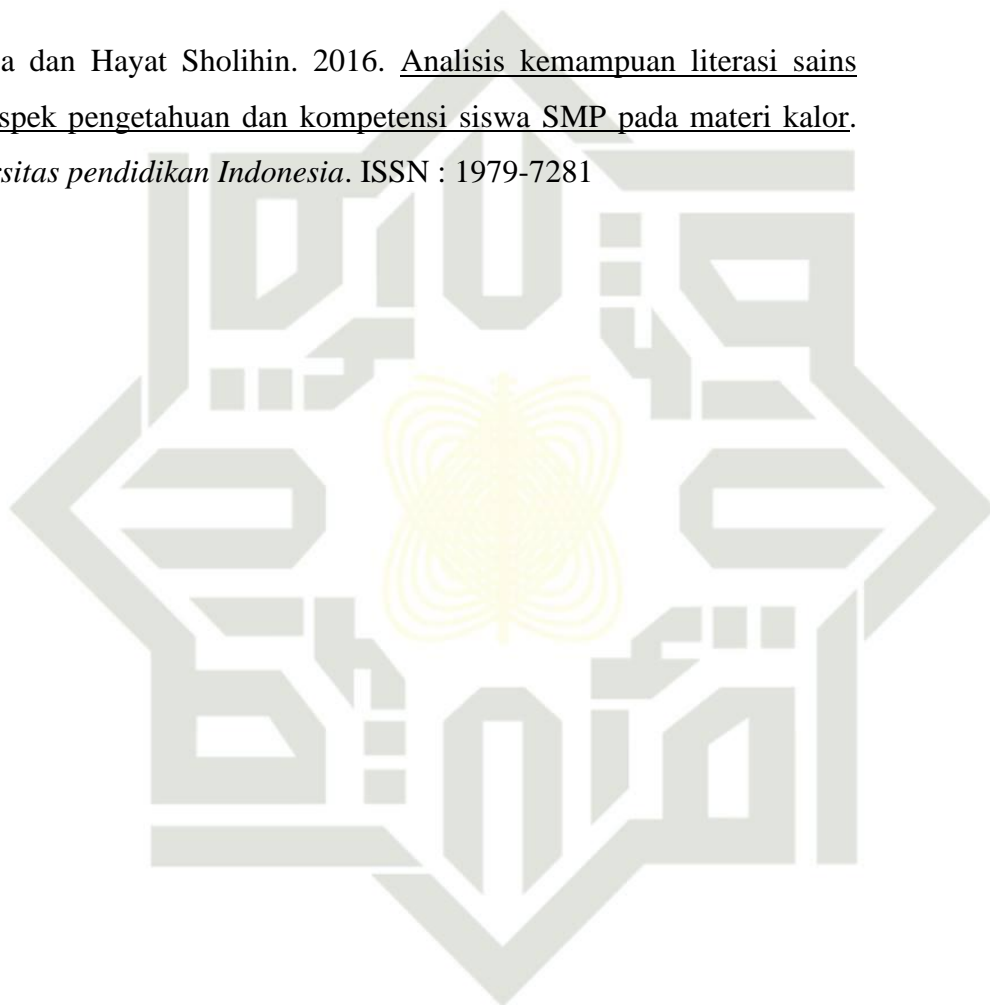 a dan Hayat Sholihin. 2016. Analisis kemampuan literasi sains
spek pengetahuan dan kompetensi siswa SMP pada materi kalor.
sitas pendidikan Indonesia. ISSN : 1979-7281